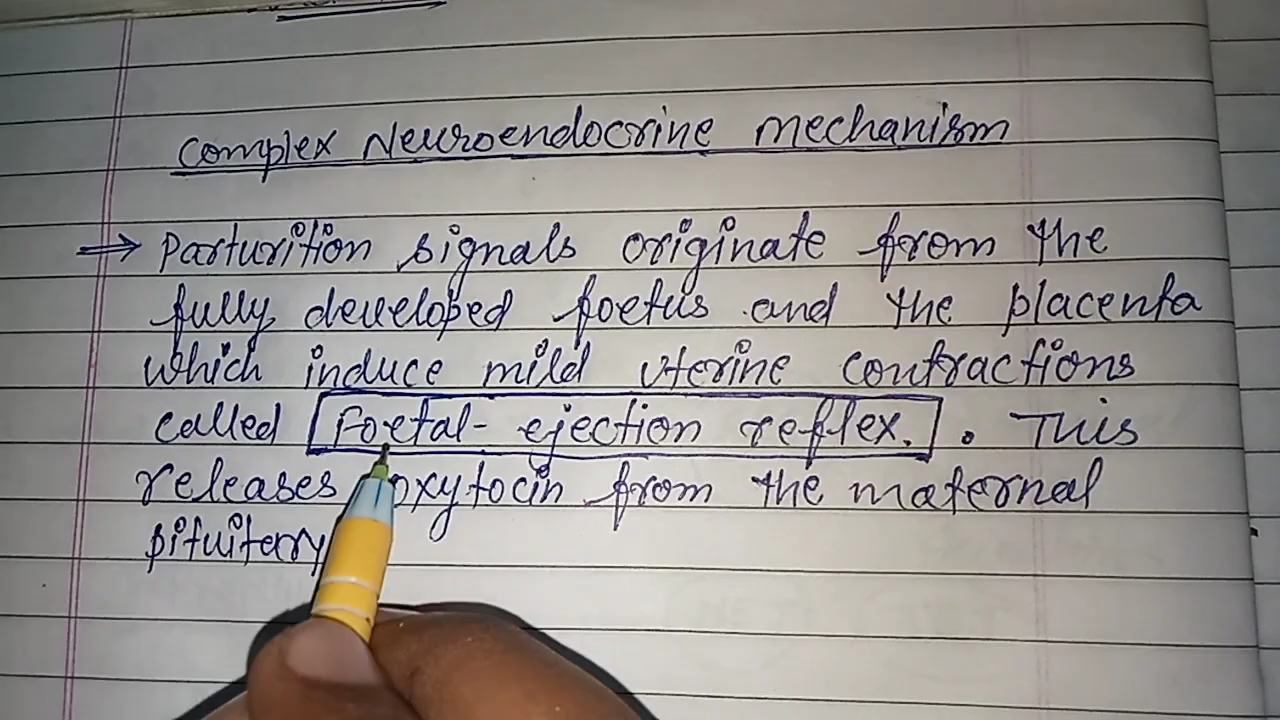 Complex Neuroendocrine mechanism
⇒ Parturition signals originate from the
fully developed foetus and the placenta
which induce mild uterine contractions
called Foetal-ejection reflex. . This
releases oxytocin from the maternal
pituitary